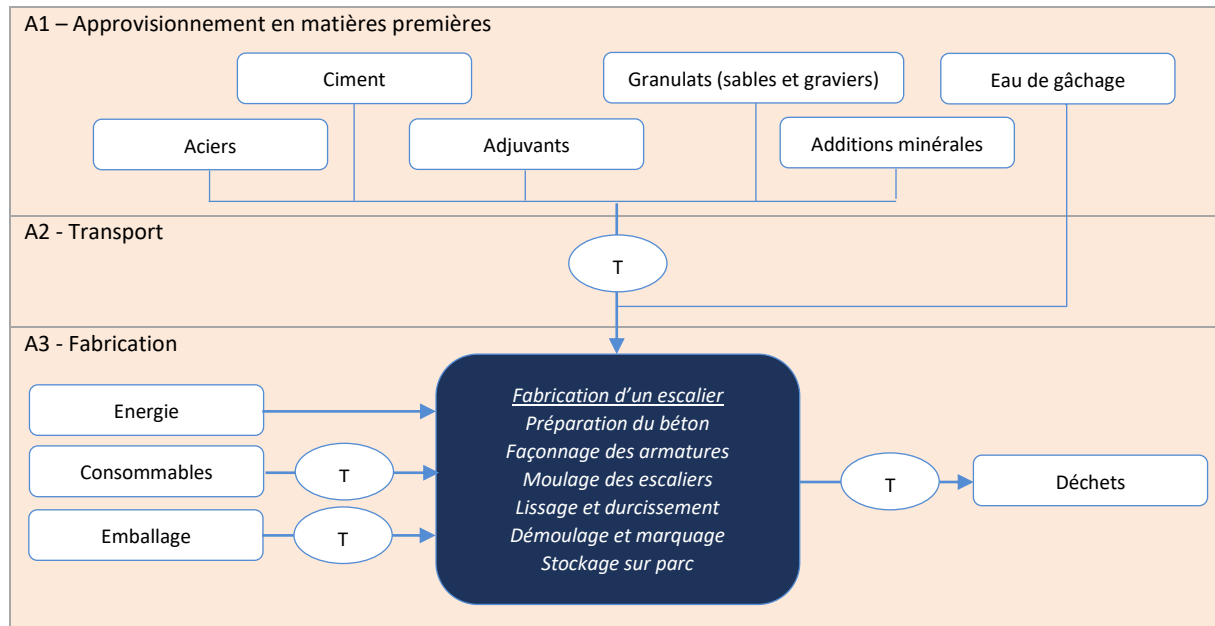 A1 – Approvisionnement en matières premières
Ciment
Granulats (sables et graviers)
Eau de gâchage
Aciers
Adjuvants
Additions minérales
A2 - Transport
T
A3 - Fabrication
Energie
Consommables
T
Emballage
T
Fabrication d'un escalier
Préparation du béton
Façonnage des armatures
Moulage des escaliers
Lissage et durcissement
Démoulage et marquage
Stockage sur parc
T
Déchets